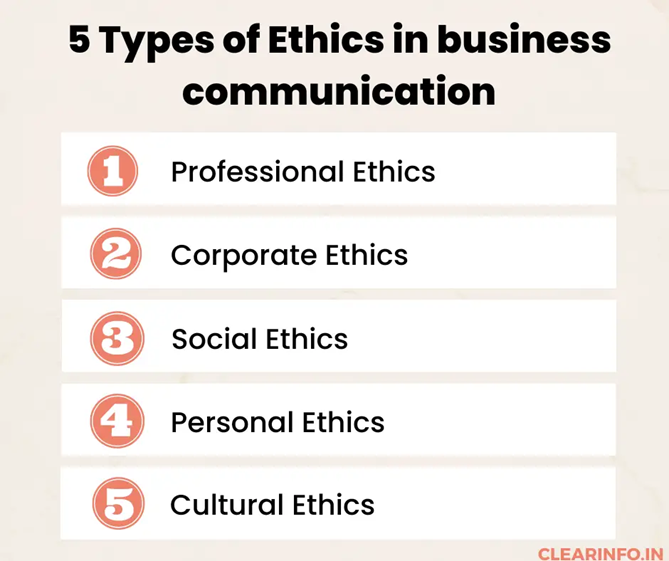 5 Types of Ethics in business
communication
1 Professional Ethics
2 Corporate Ethics
3 Social Ethics
4 Personal Ethics
5 Cultural Ethics
CLEARINFO.IN